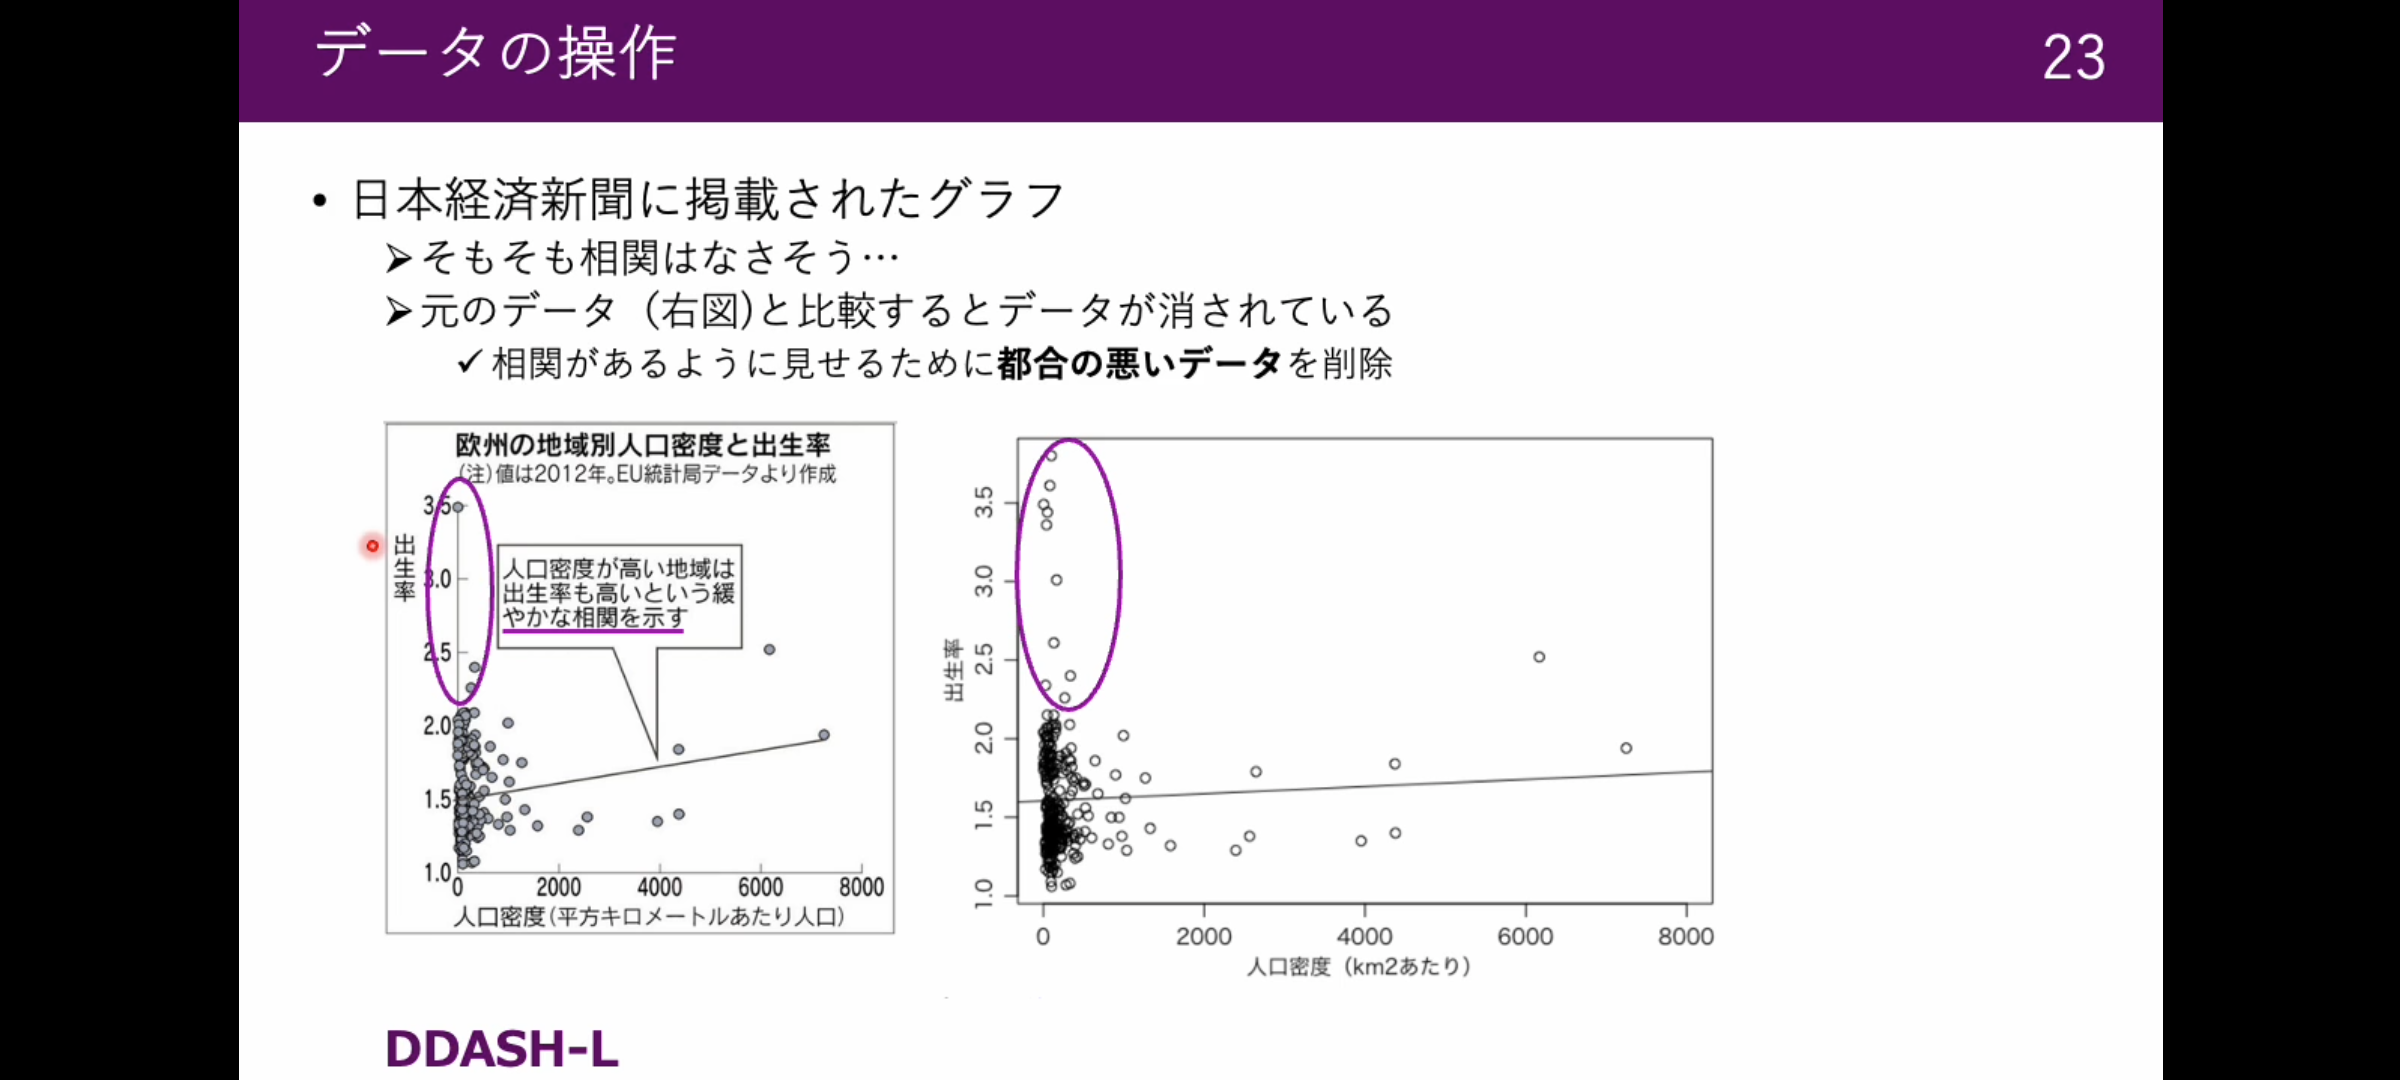 データの操作
23
• 日本経済新聞に掲載されたグラフ
➤そもそも相関はなさそう…
➤元のデータ（右図)と比較するとデータが消されている
✓相関があるように見せるために都合の悪いデータを削除
欧州の地域別人口密度と出生率
(注)値は2012年。EU統計局データより作成
出生率
3.5
3.0
2.5
2.0
1.5
1.0
人口密度が高い地域は
出生率も高いという緩
やかな相関を示す
0 2000 4000 6000 8000
人口密度(平方キロメートルあたり人口)
出生率
3.5
3.0
2.5
2.0
1.5
1.0
0 2000 4000 6000 8000
人口密度（km2あたり）
DDASH-L